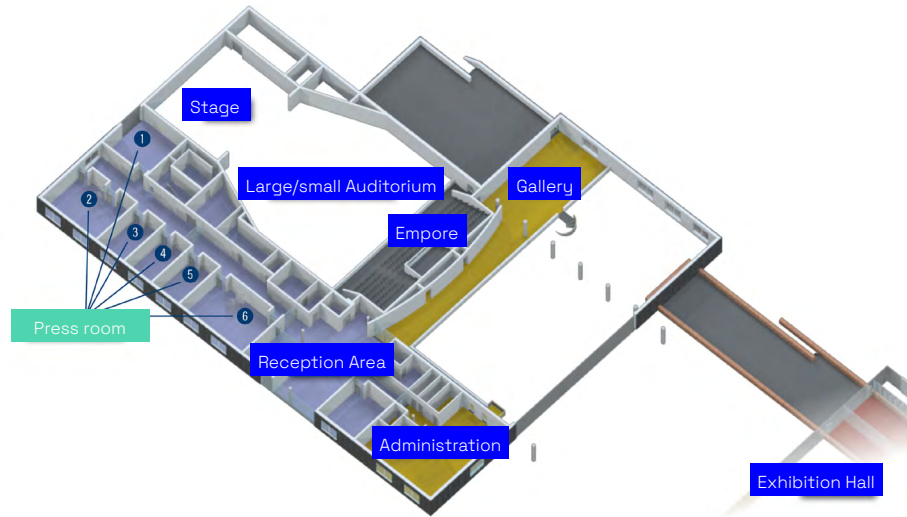 Stage
1
Large/small Auditorium
Gallery
2
3
Empore
4
5
6
Press room
Reception Area
Administration
Exhibition Hall